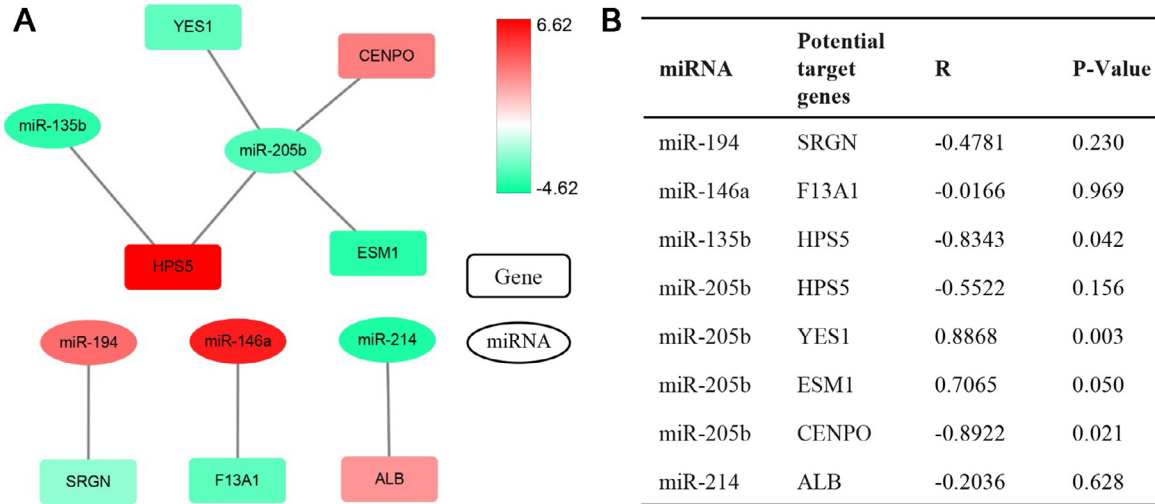 A
YES1
CENPO
miR-135b
miR-205b
HPS5
ESM1
6.62
-4.62
Gene
miRNA
miR-194
miR-146a
miR-214
SRGN
F13A1
ALB
B
miRNA Potential target genes R P-Value
miR-194 SRGN -0.4781 0.230
miR-146a F13A1 -0.0166 0.969
miR-135b HPS5 -0.8343 0.042
miR-205b HPS5 -0.5522 0.156
miR-205b YES1 0.8868 0.003
miR-205b ESM1 0.7065 0.050
miR-205b CENPO -0.8922 0.021
miR-214 ALB -0.2036 0.628